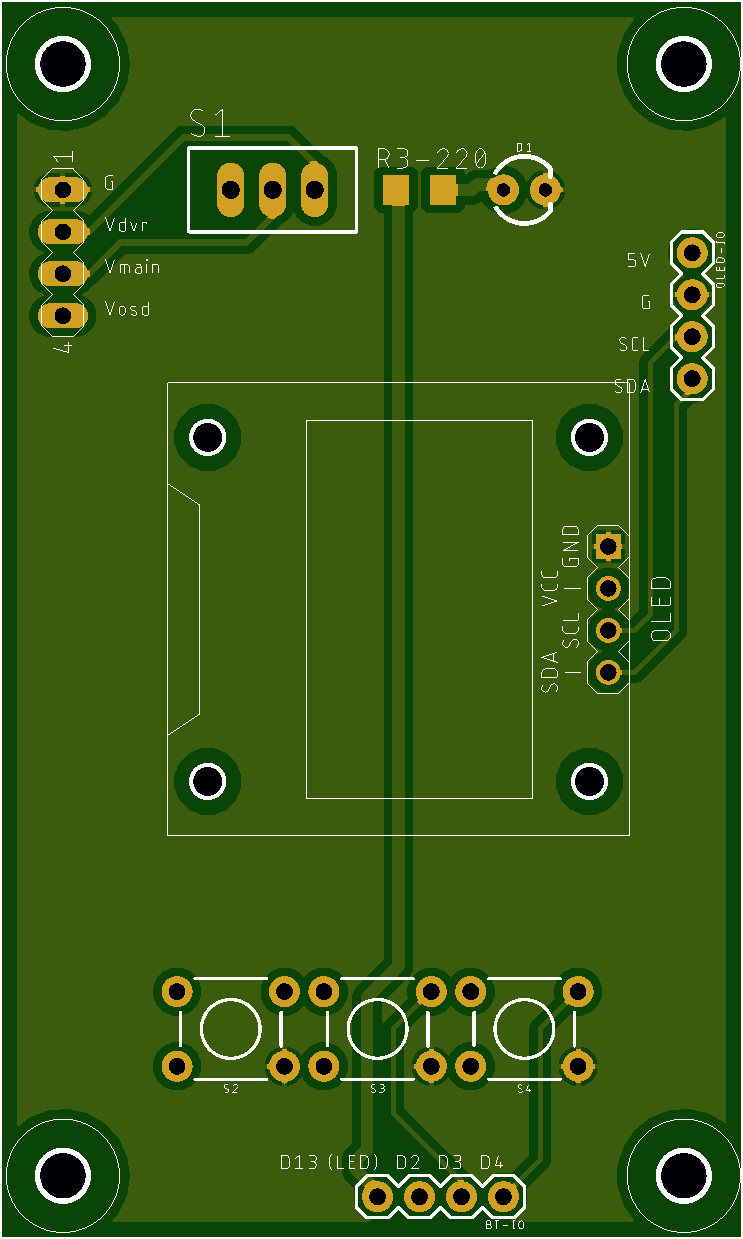 S1
R3-220
D1
1
G
Vdvr
Vmain
Vosd
4
OLED-IO
5V
G
SCL
SDA
GND
VCC
SCL
SDA
OLED
S2
S3
S4
D13(LED) D2 D3 D4
BT-IO